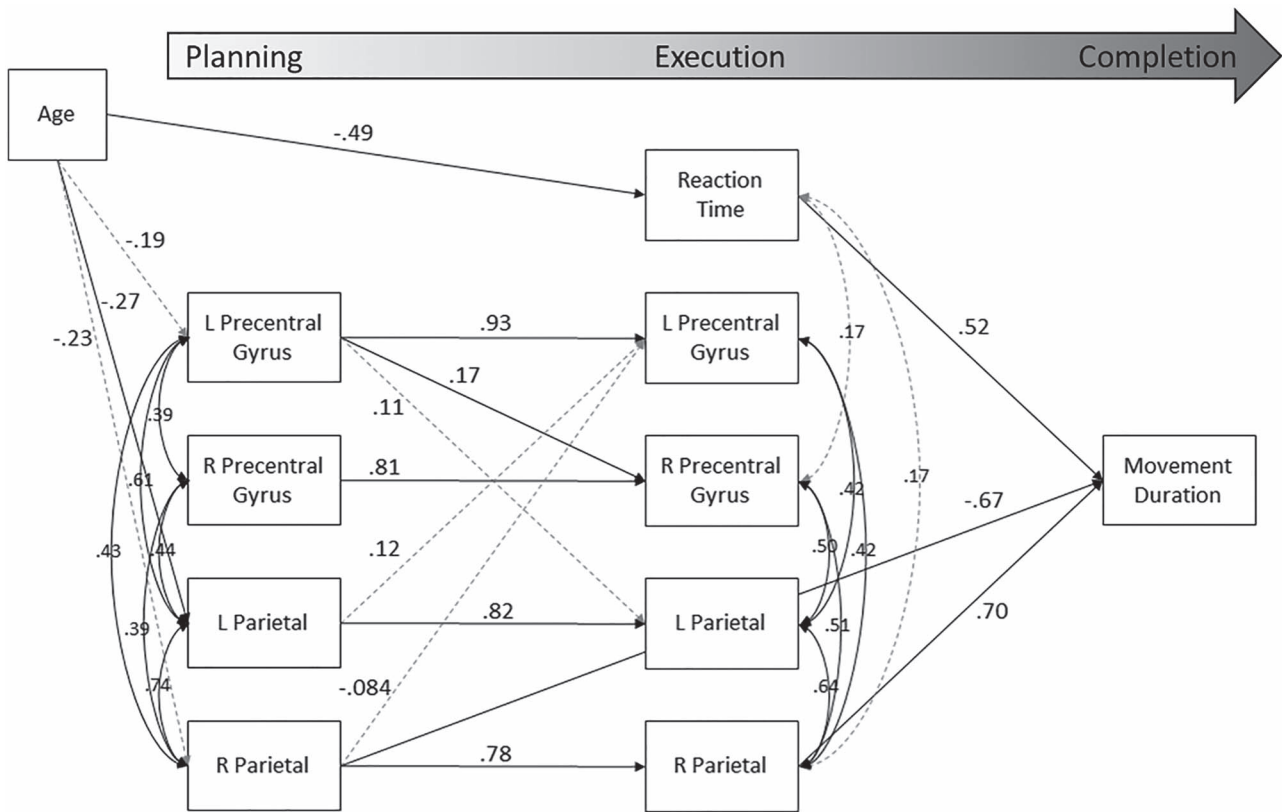 Planning Execution Completion
Age
-.49
Reaction
Time
-.19
-.27
-.23
L Precentral
Gyrus
.93
L Precentral
Gyrus
.17
.52
.17
.11
.39
R Precentral
Gyrus
.81
R Precentral
Gyrus
.61
.42
.17
Movement
Duration
-.67
.43
.44
.12
.50
.42
L Parietal
.82
L Parietal
.39
.51
.70
.74
-.084
.64
R Parietal
.78
R Parietal